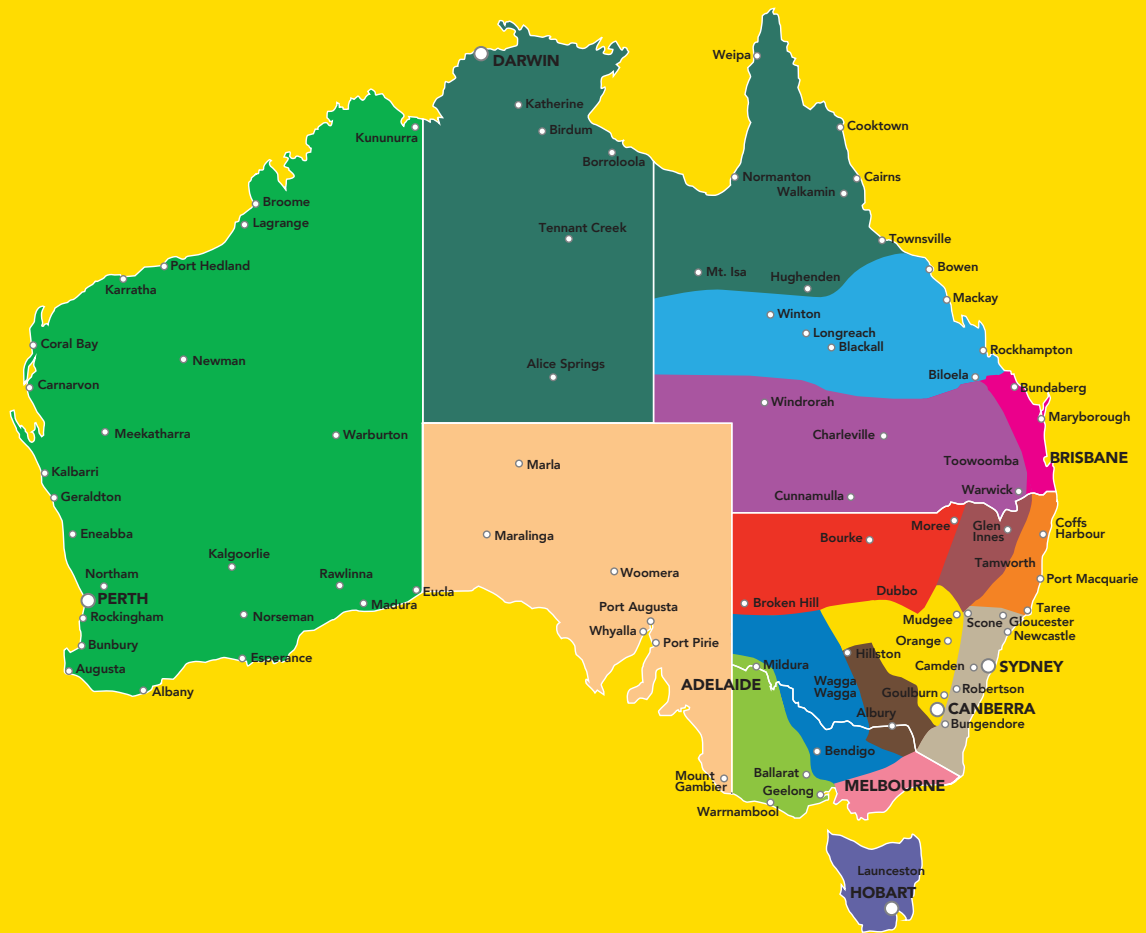 Weipa
DARWIN
Katherine
Birdum
Cooktown
Kununurra
Borroloola
Normanton
Cairns
Walkamin
Broome
Lagrange
Tennant Creek
Townsville
Port Hedland
Mt. Isa
Bowen
Hughenden
Karratha
Mackay
Winton
Longreach
Coral Bay
Blackall
Rockhampton
Newman
Alice Springs
Biloela
Carnarvon
Bundaberg
Windrorah
Maryborough
Meekatharra
Warburton
Charleville
BRISBANE
Toowoomba
Marla
Kalbarri
Warwick
Geraldton
Cunnamulla
Coffs
Harbour
Moree
Glen
Innes
Eneabba
Maralinga
Bourke
Kalgoorlie
Tamworth
Northam
Rawlinna
Woomera
Port Macquarie
Eucla
Dubbo
PERTH
Madura
Port Augusta
Broken Hill
Taree
Rockingham
Norseman
Mudgee
Scone
Gloucester
Whyalla
Newcastle
Port Pirie
Orange
Bunbury
Esperance
Hillston
Augusta
Mildura
Camden
SYDNEY
ADELAIDE
Wagga
Wagga
Albany
Goulburn
Robertson
CANBERRA
Albury
Bungendore
Bendigo
Mount
Gambier
Ballarat
MELBOURNE
Geelong
Warrnambool
Launceston
HOBART